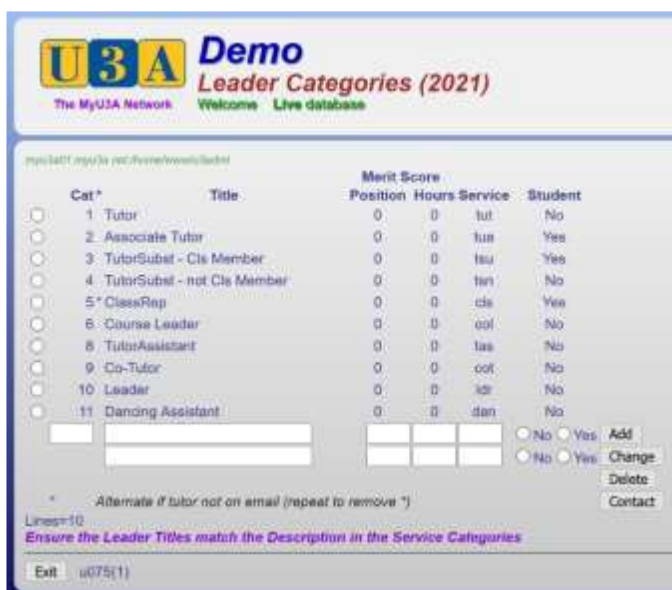 U3A Demo
Leader Categories (2021)
The MyU3A Network Welcome Live database
Merit Score
Cat* Title Position Hours Service Student
1 Tutor 0 0 tut No
2 Associate Tutor 0 0 tua Yes
3 TutorSubst - Cls Member 0 0 tsu Yes
4 TutorSubst - not Cls Member 0 0 tsn No
5* ClassRep 0 0 cls Yes
6 Course Leader 0 0 col No
8 TutorAssistant 0 0 tas No
9 Co-Tutor 0 0 cot No
10 Leader 0 0 ldr No
11 Dancing Assistant 0 0 dan No
No Yes Add
No Yes Change
Delete
* Alternate if tutor not on email (repeat to remove *) Contact
Lines=10
Ensure the Leader Titles match the Description in the Service Categories
Exit u075(1)